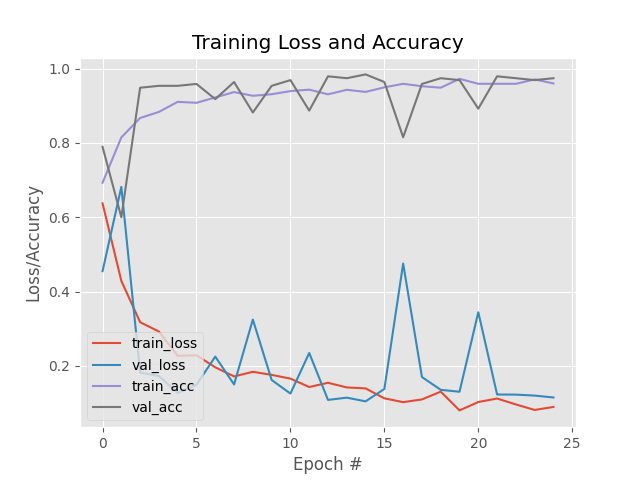 Training Loss and Accuracy
1.0
0.8
0.6
0.4
0.2
Loss/Accuracy
train_loss
val_loss
train_acc
val_acc
0 5 10 15 20 25
Epoch #